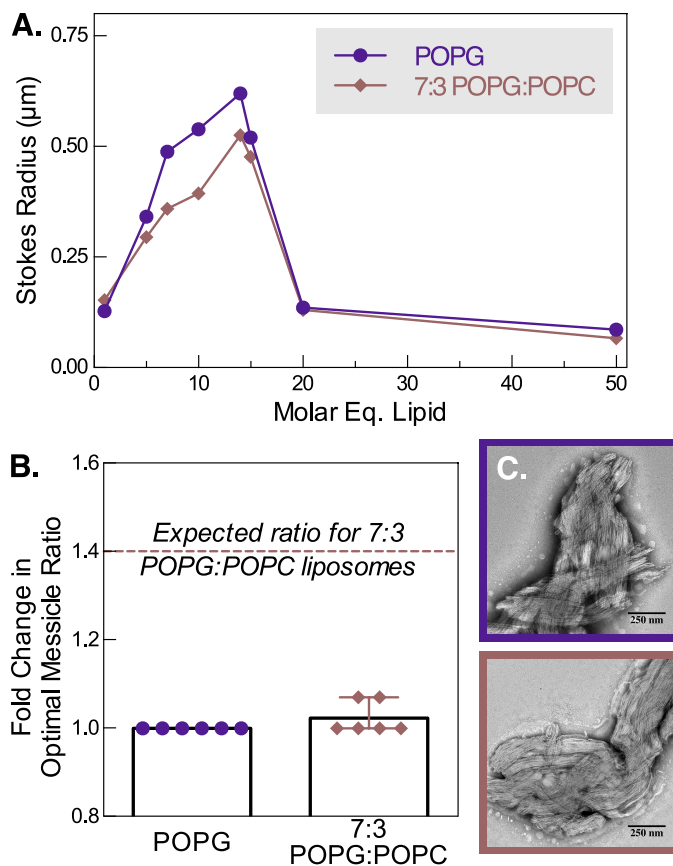 A.
0.75
0.50
0.25
0.00
Stokes Radius (μm)
POPG
7:3 POPG:POPC
0
10
20
30
40
50
Molar Eq. Lipid
B.
1.6
1.4
1.2
1.0
0.8
Fold Change in
Optimal Messicle Ratio
Expected ratio for 7:3
POPG:POPC liposomes
POPG
7:3
POPG:POPC
C.
250 nm
250 nm